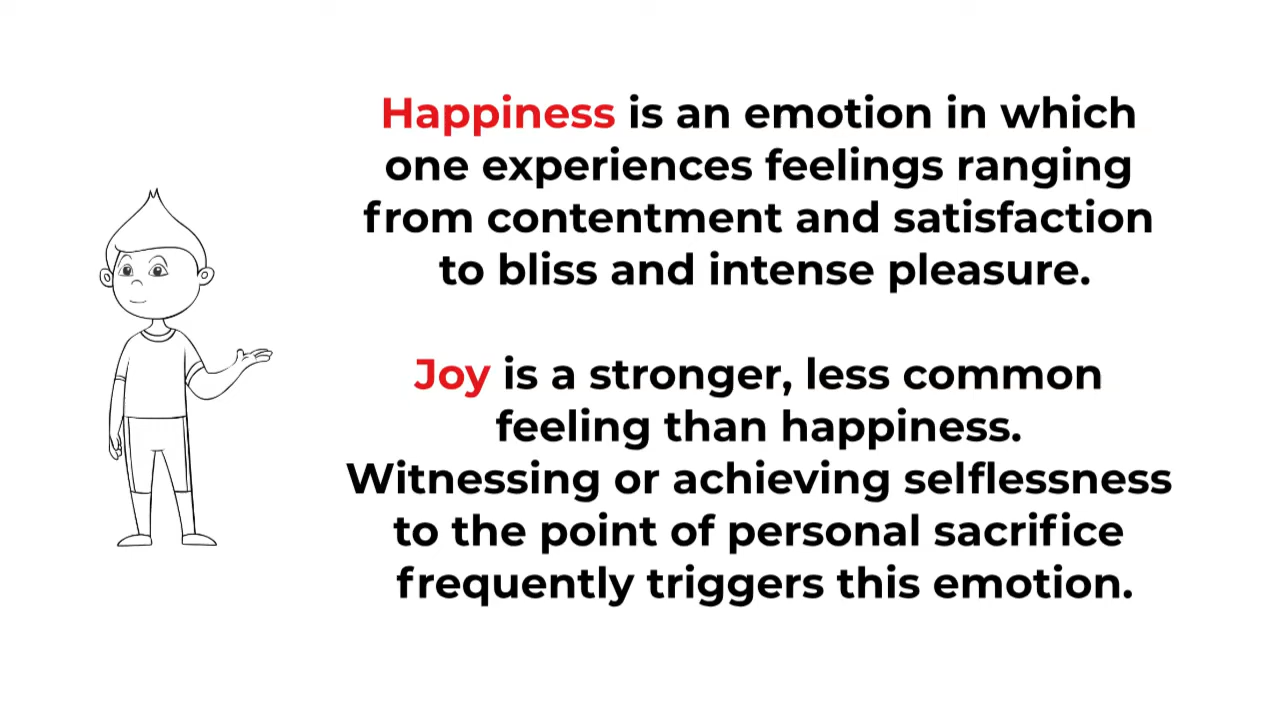 Happiness is an emotion in which
one experiences feelings ranging
from contentment and satisfaction
to bliss and intense pleasure.
Joy is a stronger, less common
feeling than happiness.
Witnessing or achieving selflessness
to the point of personal sacrifice
frequently triggers this emotion.